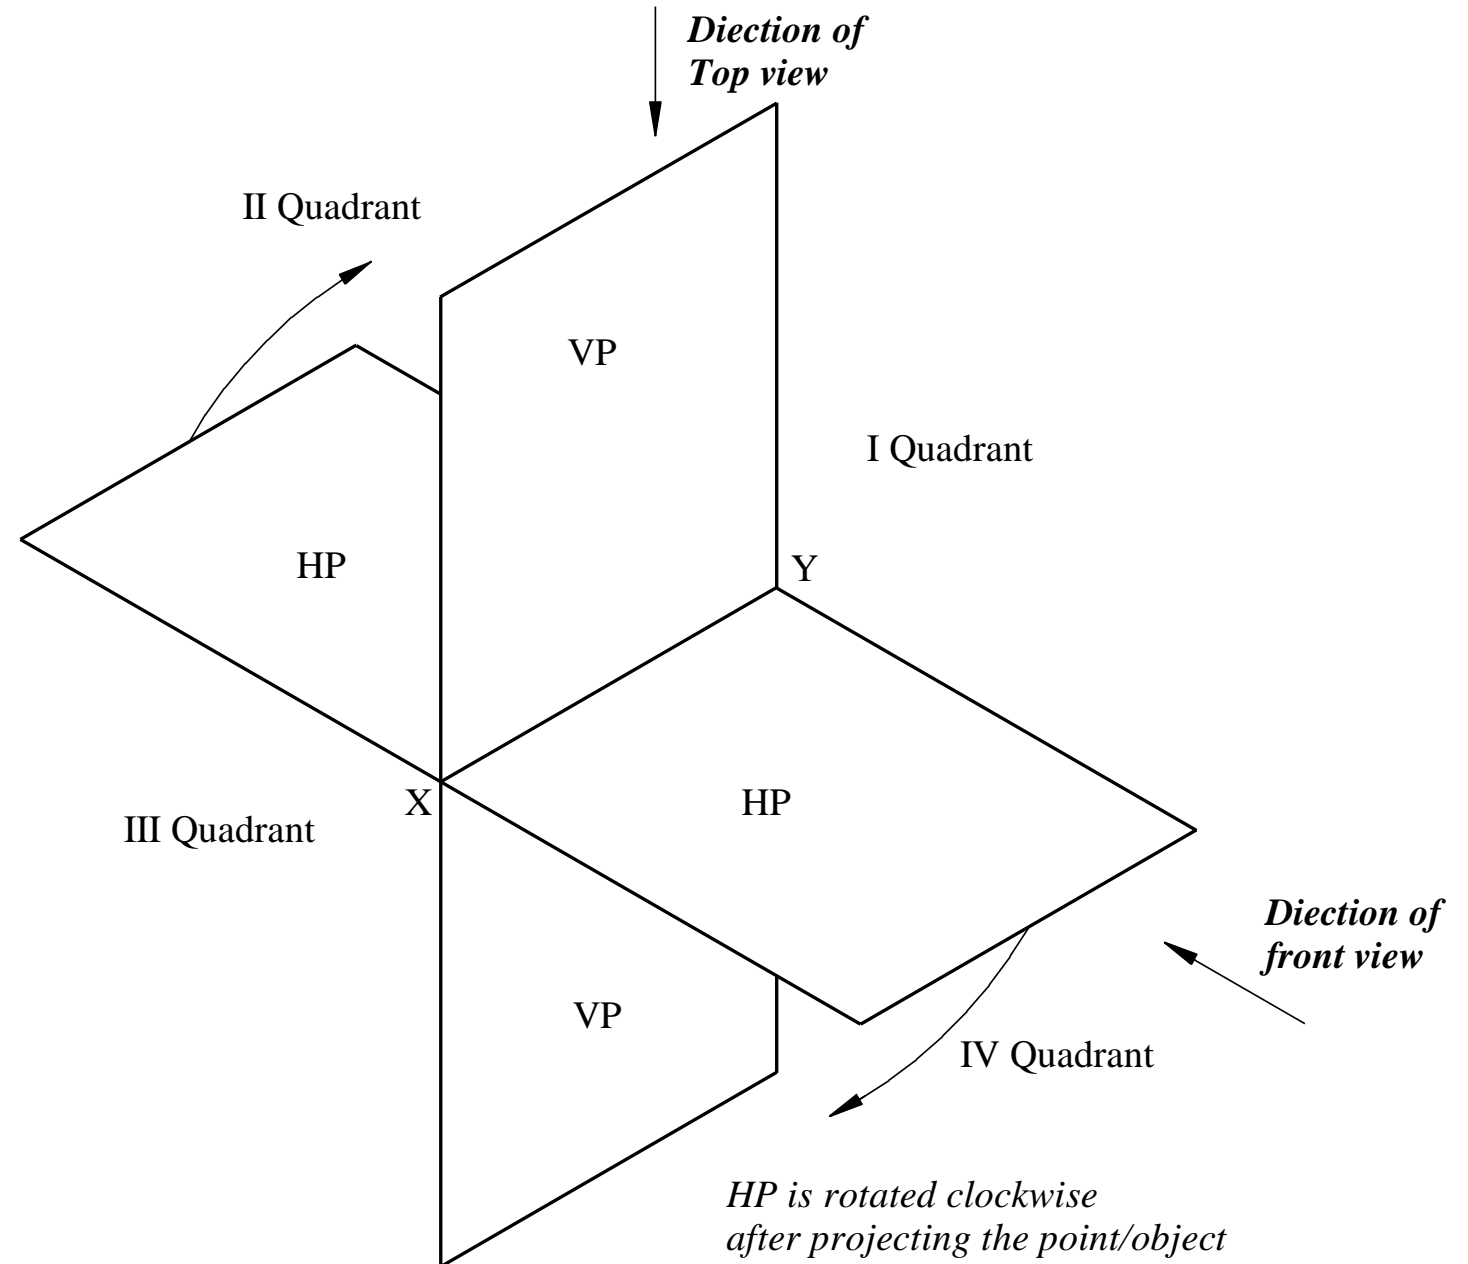 Diection of
Top view
II Quadrant
VP
I Quadrant
HP
Y
X
HP
III Quadrant
Diection of
front view
VP
IV Quadrant
HP is rotated clockwise
after projecting the point/object